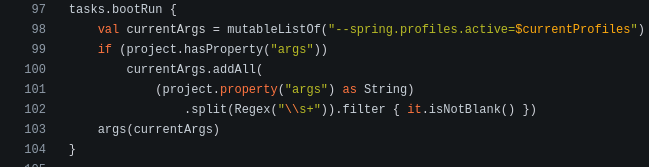 97 tasks.bootRun {
98     val currentArgs = mutableListOf("--spring.profiles.active=$currentProfiles")
99     if (project.hasProperty("args"))
100         currentArgs.addAll(
101             (project.property("args") as String)
102                 .split(Regex("\\s+")).filter { it.isNotBlank() })
103     args(currentArgs)
104 }